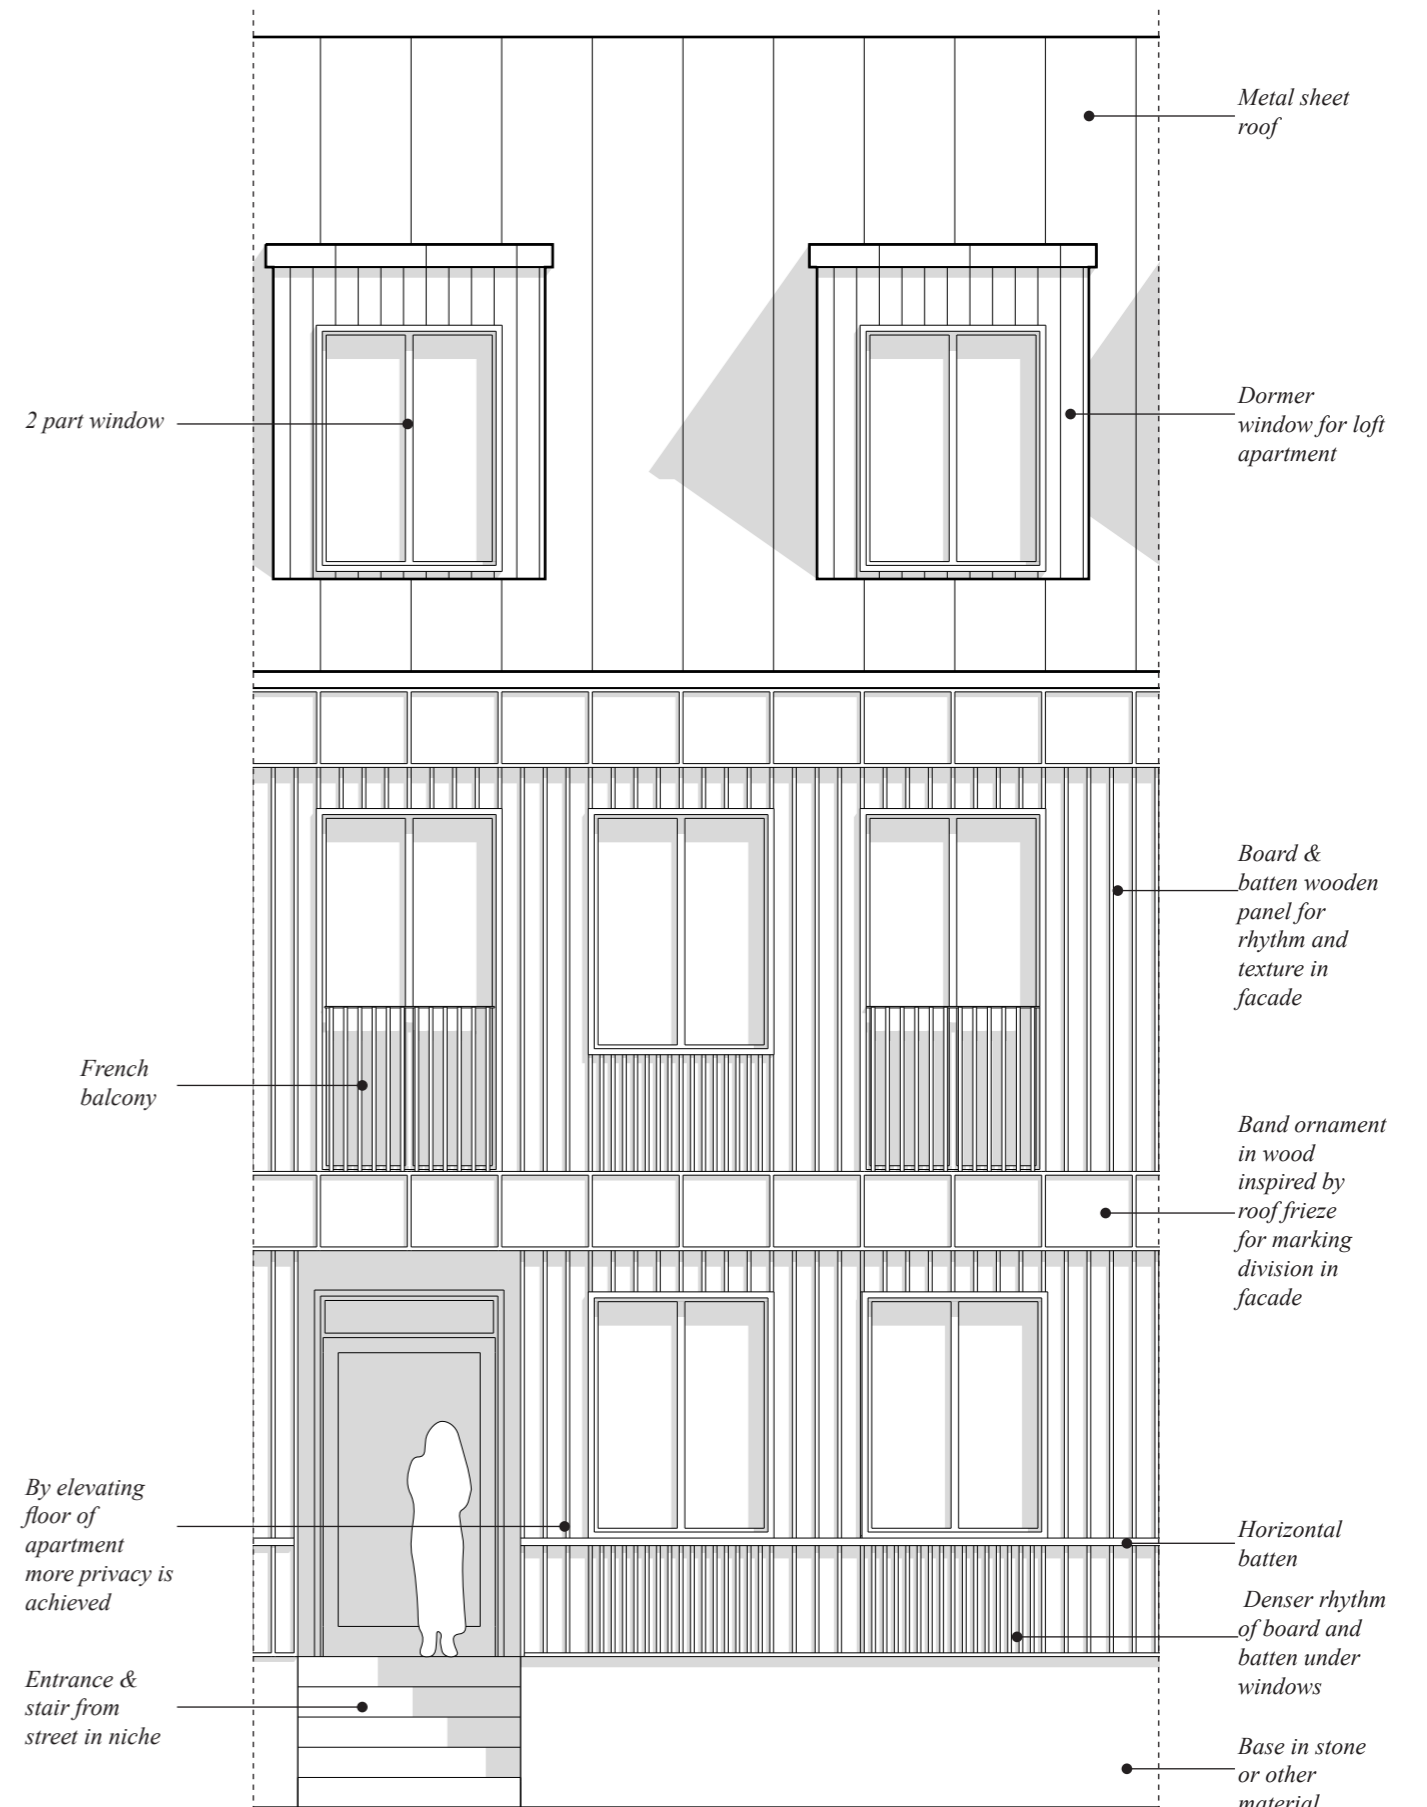 Metal sheet
roof
2 part window
Dormer
window for loft
apartment
Board &
batten wooden
panel for
rhythm and
texture in
facade
French
balcony
Band ornament
in wood
inspired by
roof frieze
for marking
division in
facade
By elevating
floor of
apartment
more privacy is
achieved
Horizontal
batten
Denser rhythm
of board and
batten under
windows
Entrance &
stair from
street in niche
Base in stone
or other
material